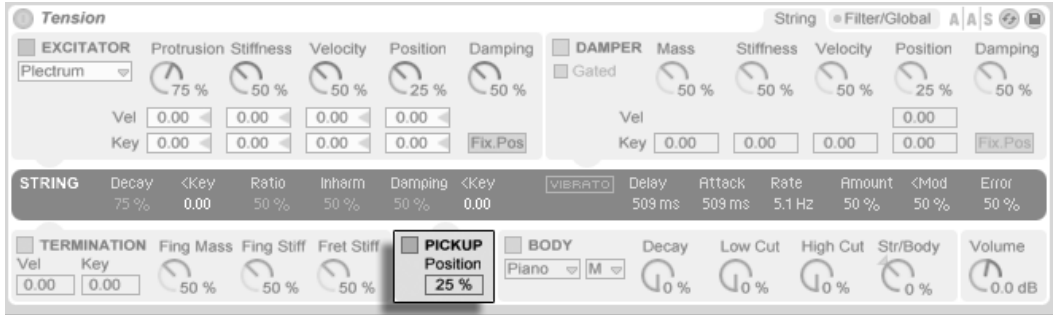 Tension String Filter/Global A A S
EXCITATOR Protrusion Stiffness Velocity Position Damping
Plectrum
75 % 50 % 50 % 25 % 50 %
Vel 0.00 0.00 0.00 0.00
Key 0.00 0.00 0.00 0.00 Fix.Pos
DAMPER Mass Stiffness Velocity Position Damping
Gated
50 % 50 % 50 % 25 % 50 %
Vel 0.00
Key 0.00 0.00 0.00 0.00 Fix.Pos
STRING Decay <Key Ratio Inharm Damping <Key VIBRATO Delay Attack Rate Amount <Mod Error
75 % 0.00 50 % 50 % 50 % 0.00 509 ms 509 ms 5.1 Hz 50 % 50 % 50 %
TERMINATION Fing Mass Fing Stiff Fret Stiff
Vel Key
0.00 0.00 50 % 50 % 50 %
PICKUP
Position
25 %
BODY Decay Low Cut High Cut Str/Body
Piano M
0 % 0 % 0 % 0 %
Volume
0.0 dB